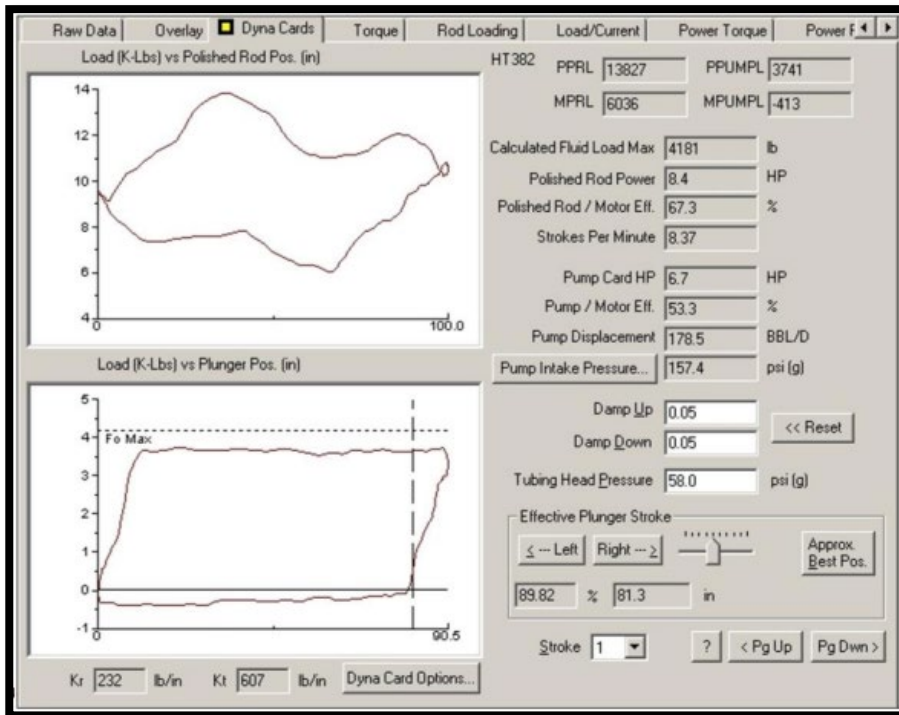 Raw Data Overlay Dyna Cards Torque Rod Loading Load/Current Power Torque Power
Load (K-Lbs) vs Polished Rod Pos. (in)
14
12
10
8
6
4
0 100.0
HT382 PPRL 13827 PPUMPL 3741
MPRL 6036 MPUMPL -413
Calculated Fluid Load Max 4181 lb
Polished Rod Power 8.4 HP
Polished Rod / Motor Eff. 67.3 %
Strokes Per Minute 8.37
Pump Card HP 6.7 HP
Pump / Motor Eff. 53.3 %
Pump Displacement 178.5 BBL/D
Pump Intake Pressure... 157.4 psi (g)
Load (K-Lbs) vs Plunger Pos. (in)
5
4
Fo Max
3
2
1
0
-1
0 90.5
Damp Up 0.05
<< Reset
Damp Down 0.05
Tubing Head Pressure 58.0 psi (g)
Effective Plunger Stroke
< --- Left Right --- >
Approx.
Best Pos.
89.82 % 81.3 in
Stroke 1 ? < Pg Up Pg Dwn >
Kr 232 lb/in Kt 607 lb/in Dyna Card Options...